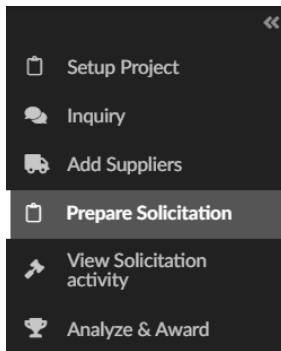 Setup Project
Inquiry
Add Suppliers
Prepare Solicitation
View Solicitation
activity
Analyze & Award